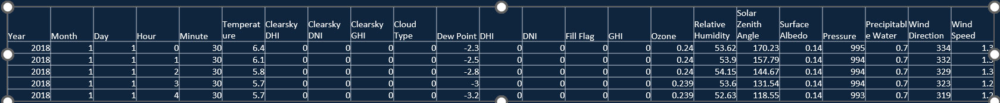 Year Month Day Hour Minute Temperature Clearsky DHI Clearsky DNI Clearsky GHI Cloud Type Dew Point DHI DNI Fill Flag GHI Ozone Relative Humidity Solar Zenith Angle Surface Albedo Pressure Precipitable Water Wind Direction Wind Speed
2018 1 1 0 30 6.4 0 0 0 0 -2.3 0 0 0 0 0.24 53.62 170.23 0.14 995 0.7 334
2018 1 1 1 30 6.1 0 0 0 0 -2.5 0 0 0 0 0.24 53.9 157.79 0.14 994 0.7 332
2018 1 1 2 30 5.8 0 0 0 0 -2.8 0 0 0 0 0.24 54.15 144.67 0.14 994 0.7 329 1.3
2018 1 1 3 30 5.7 0 0 0 0 -3 0 0 0 0 0.239 53.6 131.54 0.14 994 0.7 323 1.2
2018 1 1 4 30 5.7 0 0 0 0 -3.2 0 0 0 0 0.239 52.63 118.55 0.14 993 0.7 319